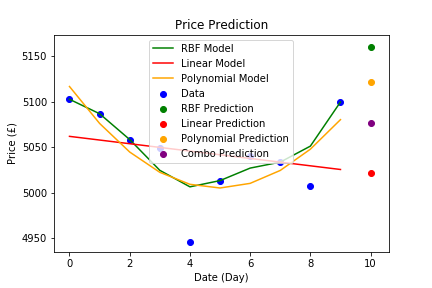 Price Prediction
RBF Model
Linear Model
Polynomial Model
Data
RBF Prediction
Linear Prediction
Polynomial Prediction
Combo Prediction
5150
5100
5050
5000
4950
Price (£)
0 2 4 6 8 10
Date (Day)